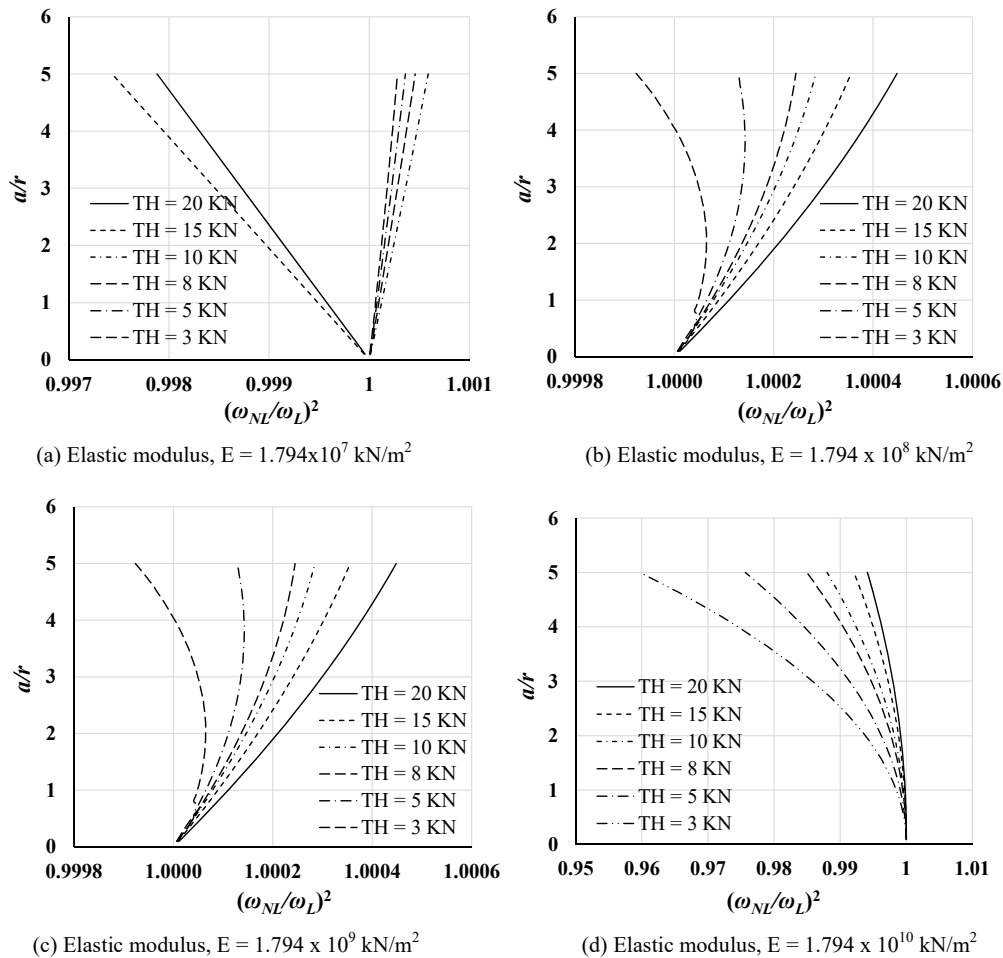 6
5
4
3
2
1
0
a/r
TH = 20 KN
TH = 15 KN
TH = 10 KN
TH = 8 KN
TH = 5 KN
TH = 3 KN
0.997 0.998 0.999 1 1.001
(ω_NL/ω_L)²
(a) Elastic modulus, E = 1.794x10⁷ kN/m²
6
5
4
3
2
1
0
a/r
TH = 20 KN
TH = 15 KN
TH = 10 KN
TH = 8 KN
TH = 5 KN
TH = 3 KN
0.9998 1.0000 1.0002 1.0004 1.0006
(ω_NL/ω_L)²
(b) Elastic modulus, E = 1.794 x 10⁸ kN/m²
6
5
4
3
2
1
0
a/r
TH = 20 KN
TH = 15 KN
TH = 10 KN
TH = 8 KN
TH = 5 KN
TH = 3 KN
0.9998 1.0000 1.0002 1.0004 1.0006
(ω_NL/ω_L)²
(c) Elastic modulus, E = 1.794 x 10⁹ kN/m²
6
5
4
3
2
1
0
a/r
TH = 20 KN
TH = 15 KN
TH = 10 KN
TH = 8 KN
TH = 5 KN
TH = 3 KN
0.95 0.96 0.97 0.98 0.99 1 1.01
(ω_NL/ω_L)²
(d) Elastic modulus, E = 1.794 x 10¹⁰ kN/m²